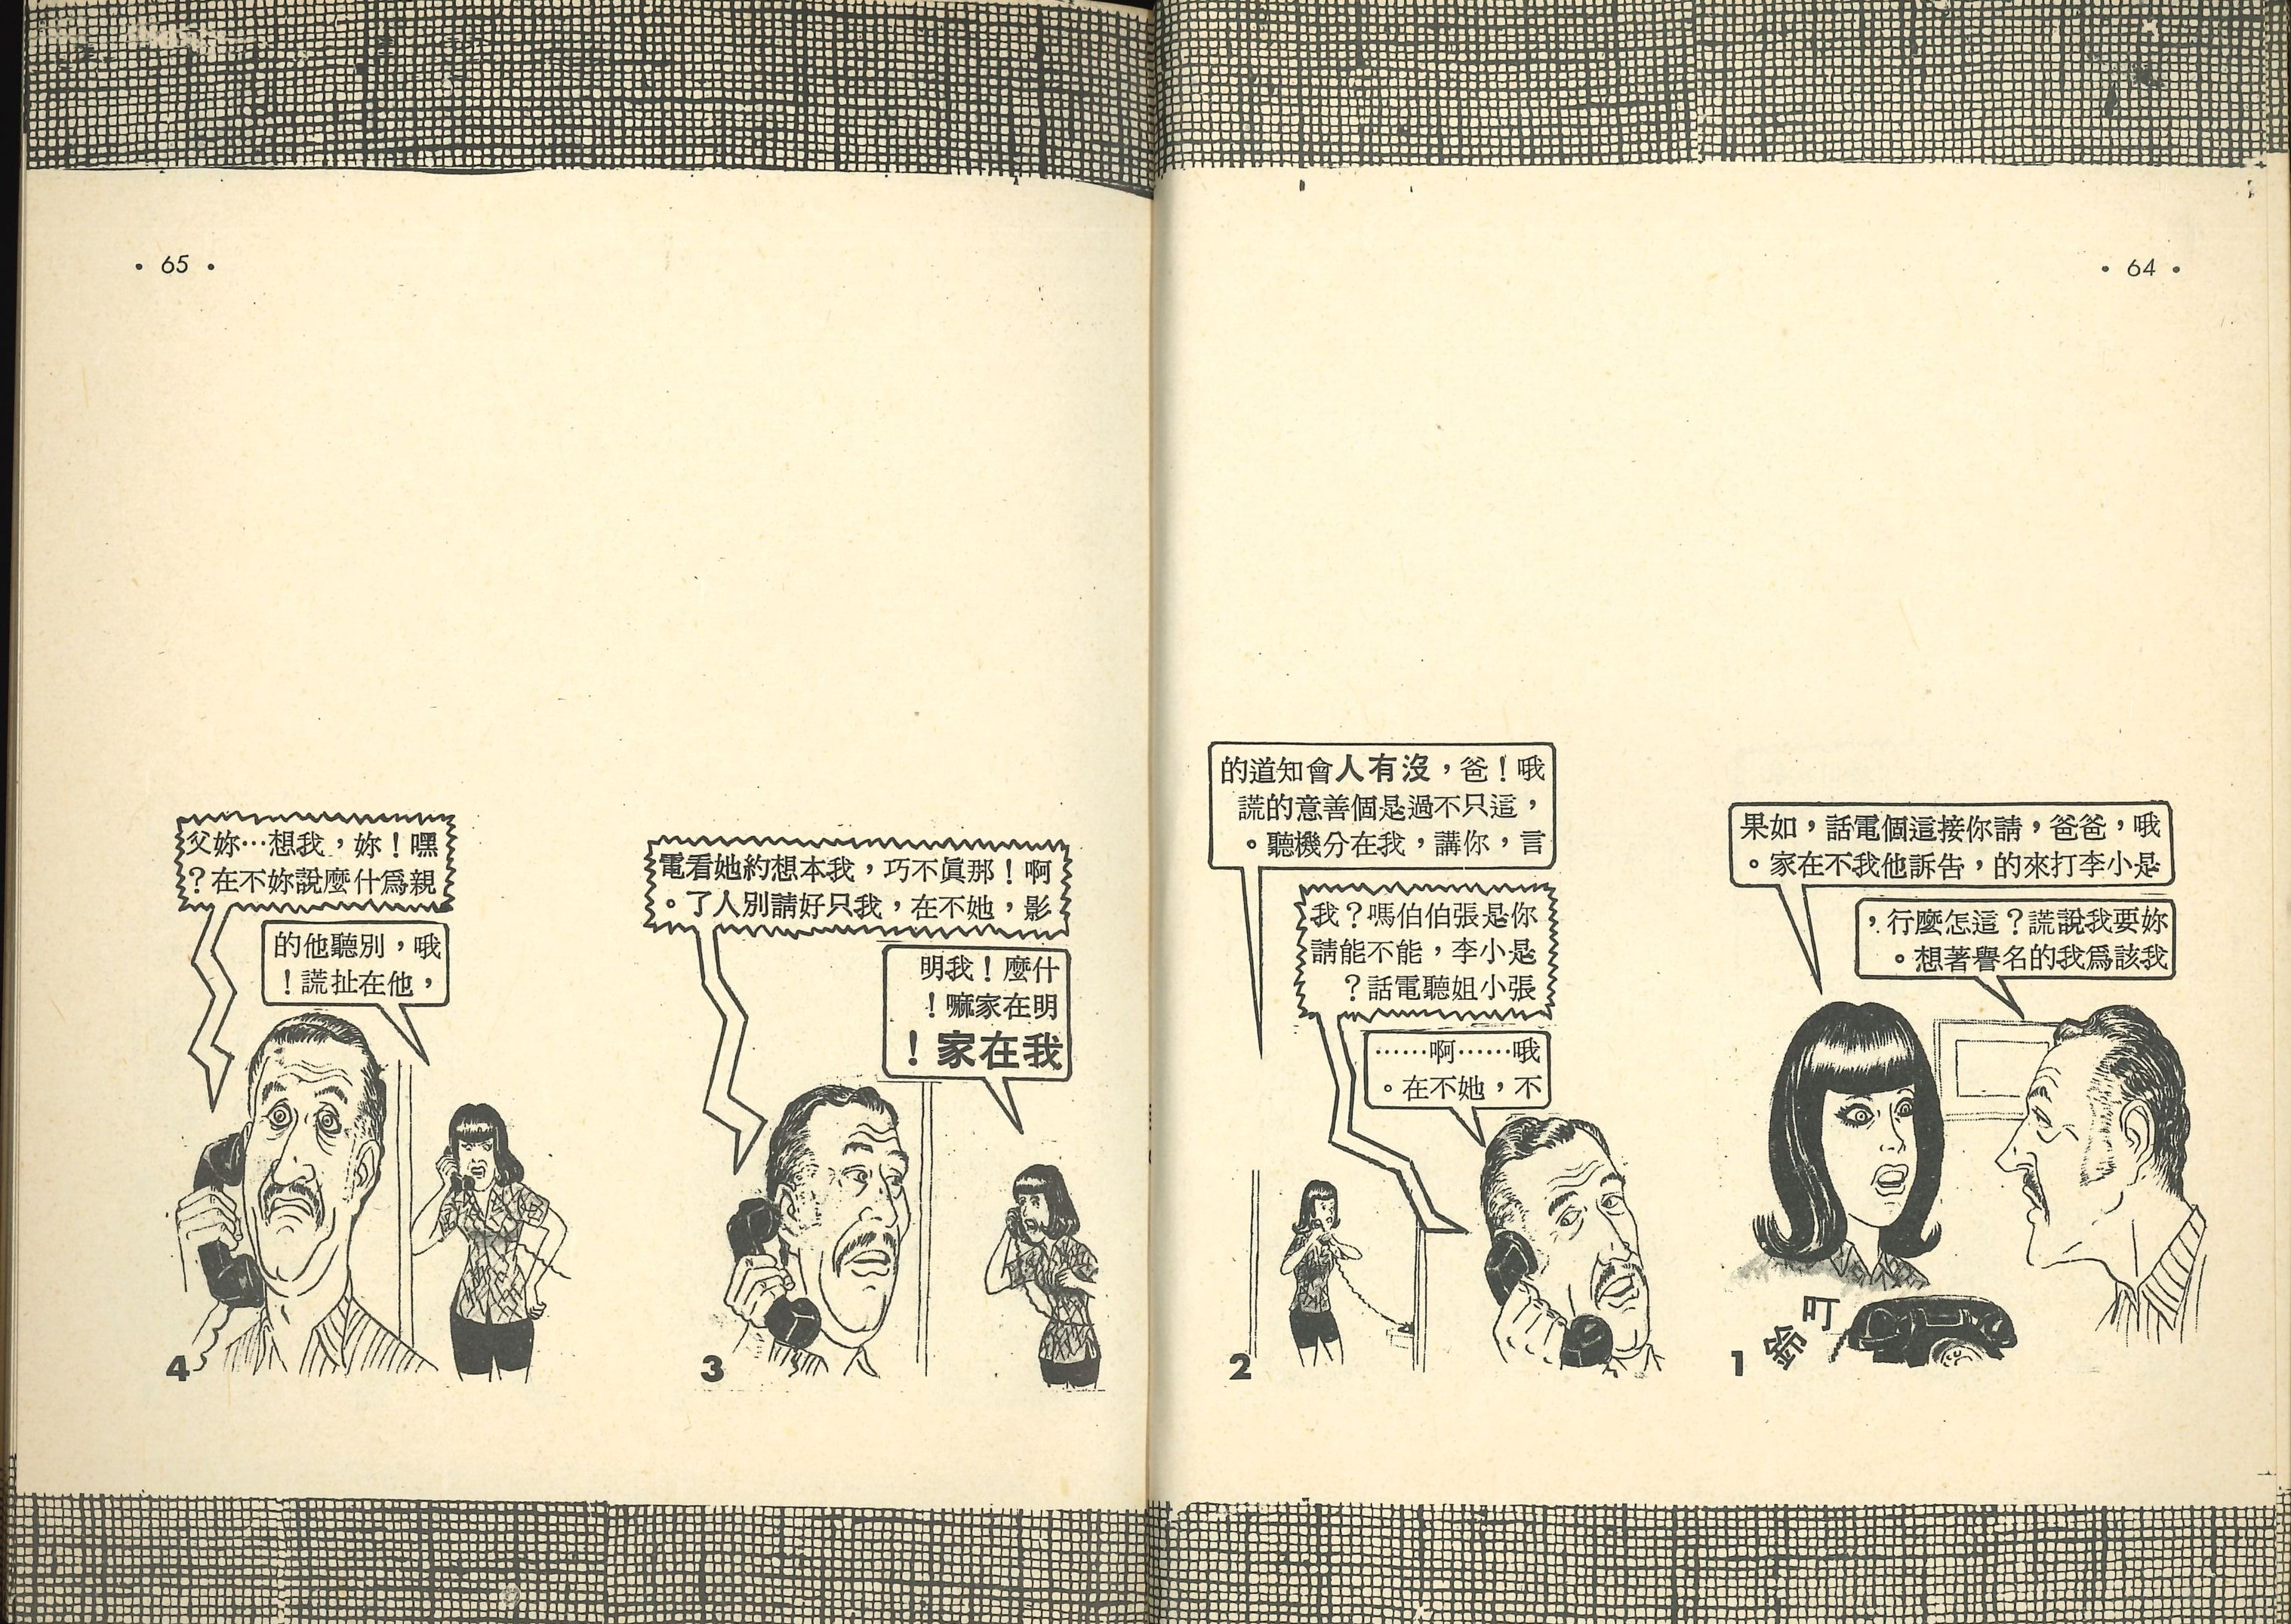 • 64 •
哦，爸爸，請你接這個電話，如果
是小李打來的，告訴他我不在家。
妳要我說謊？這怎麼行，
我該爲我的名譽著想。
叮
鈴
1
哦！爸，沒有人會知道的
，這只不過是個善意的謊
言，你講，我在分機聽。
你是張伯伯嗎？我
是小李，能不能請
張小姐聽電話？
哦……啊……
不，她不在。
2
• 65 •
啊！那眞不巧，我本想約她看電
影，她不在，我只好請別人了。
什麼！我明
明在家嘛！
我在家！
3
嘿！妳，我想…妳父
親爲什麼說妳不在？
哦，別聽他的
，他在扯謊！
4